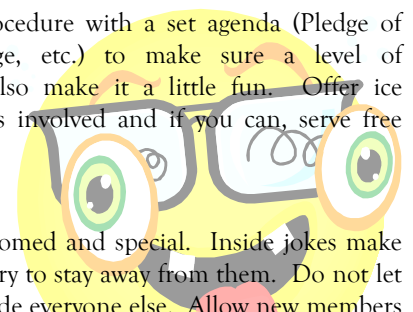 ocedure with a set agenda (Pledge of
ge, etc.) to make sure a level of
lso make it a little fun. Offer ice
s involved and if you can, serve free
omed and special. Inside jokes make
ry to stay away from them. Do not let
de everyone else. Allow new members